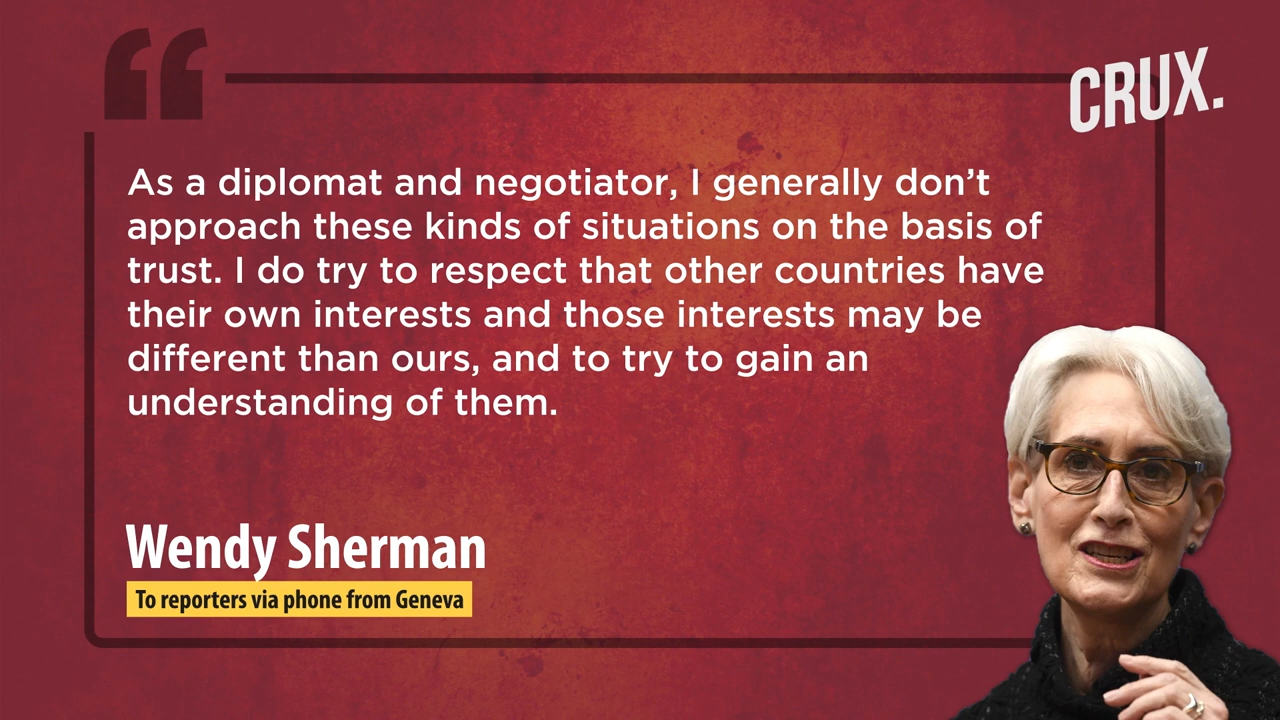 CRUX.
“
As a diplomat and negotiator, I generally don’t
approach these kinds of situations on the basis of
trust. I do try to respect that other countries have
their own interests and those interests may be
different than ours, and to try to gain an
understanding of them.
Wendy Sherman
To reporters via phone from Geneva